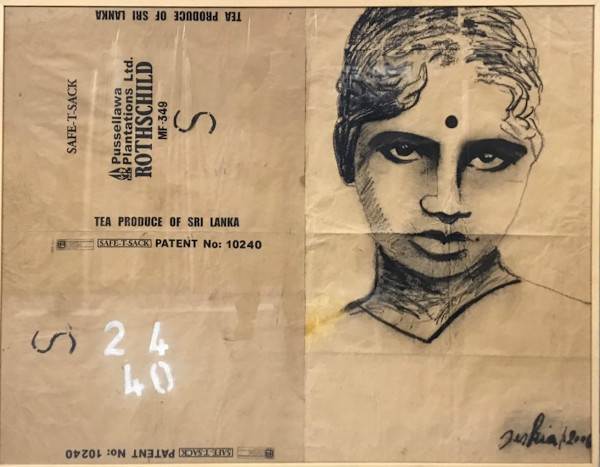 TEA PRODUCE OF SRI LANKA
SAFE-T-SACK
Pussellawa
Plantations Ltd.
ROTHSCHILD
MF-349
S
TEA PRODUCE OF SRI LANKA
SAFE-T-SACK PATENT No: 10240
S 24
40
PATENT No: 10240 SAFE-T-SACK